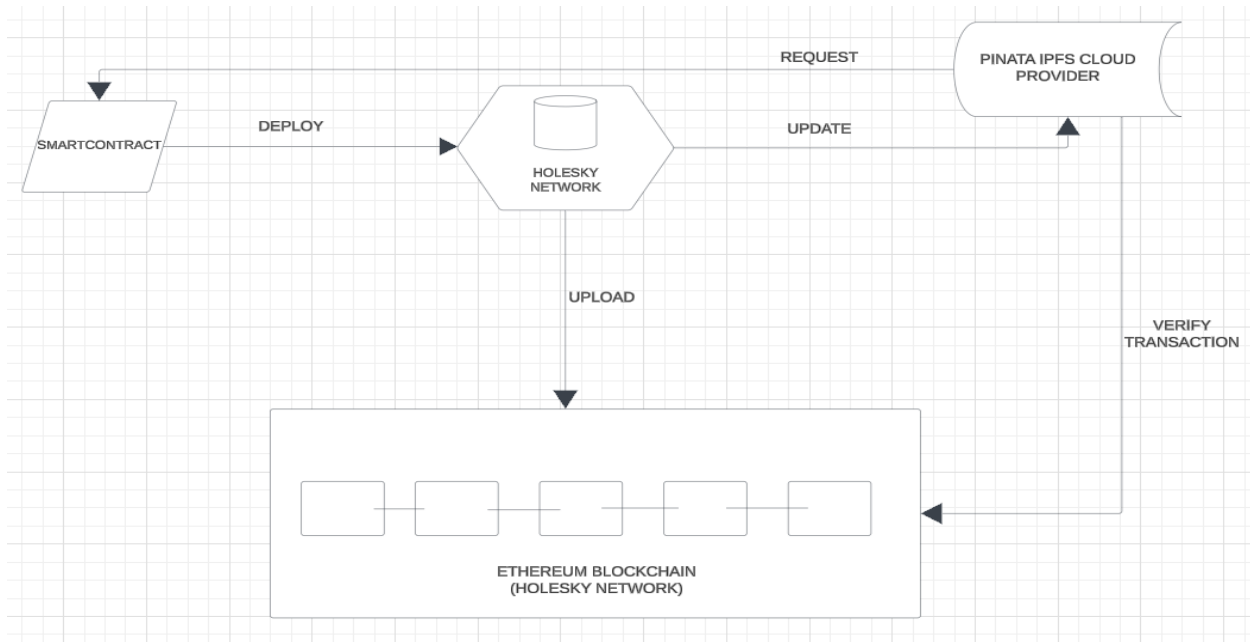 REQUEST
PINATA IPFS CLOUD
PROVIDER
SMARTCONTRACT
DEPLOY
HOLESKY
NETWORK
UPDATE
UPLOAD
VERIFY
TRANSACTION
ETHEREUM BLOCKCHAIN
(HOLESKY NETWORK)